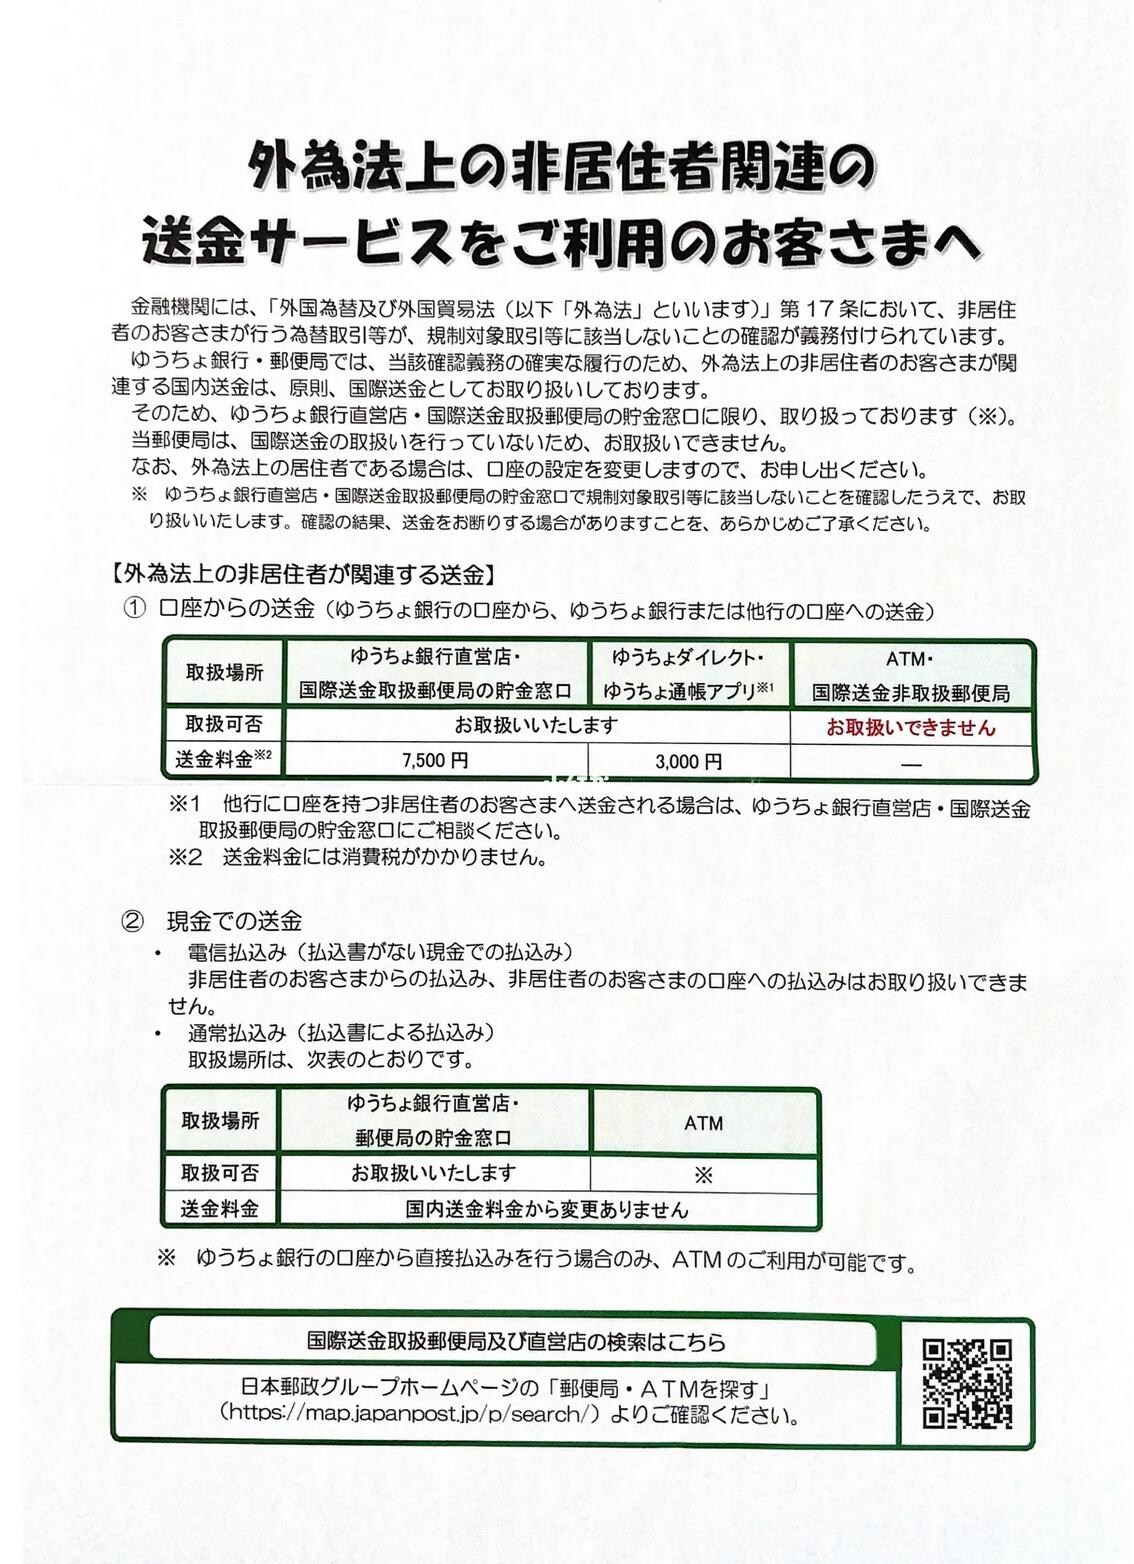 外為法上の非居住者関連の
送金サービスをご利用のお客さまへ
金融機関には、「外国為替及び外国貿易法（以下「外為法」といいます）」第 17 条において、非居住
者のお客さまが行う為替取引等が、規制対象取引等に該当しないことの確認が義務付けられています。
ゆうちょ銀行・郵便局では、当該確認義務の確実な履行のため、外為法上の非居住者のお客さまが関
連する国内送金は、原則、国際送金としてお取り扱いしております。
そのため、ゆうちょ銀行直営店・国際送金取扱郵便局の貯金窓口に限り、取り扱っております（※）。
当郵便局は、国際送金の取扱いを行っていないため、お取扱いできません。
なお、外為法上の居住者である場合は、口座の設定を変更しますので、お申し出ください。
※　ゆうちょ銀行直営店・国際送金取扱郵便局の貯金窓口で規制対象取引等に該当しないことを確認したうえで、お取
り扱いいたします。確認の結果、送金をお断りする場合がありますことを、あらかじめご了承ください。
【外為法上の非居住者が関連する送金】
① 口座からの送金（ゆうちょ銀行の口座から、ゆうちょ銀行または他行の口座への送金）
取扱場所 ゆうちょ銀行直営店・ ゆうちょダイレクト・ ATM・
国際送金取扱郵便局の貯金窓口 ゆうちょ通帳アプリ※1 国際送金非取扱郵便局
取扱可否 お取扱いいたします お取扱いできません
送金料金※2 7,500 円 3,000 円 ―
※1　他行に口座を持つ非居住者のお客さまへ送金される場合は、ゆうちょ銀行直営店・国際送金
取扱郵便局の貯金窓口にご相談ください。
※2　送金料金には消費税がかかりません。
②　現金での送金
・　電信払込み（払込書がない現金での払込み）
非居住者のお客さまからの払込み、非居住者のお客さまの口座への払込みはお取り扱いできま
せん。
・　通常払込み（払込書による払込み）
取扱場所は、次表のとおりです。
取扱場所 ゆうちょ銀行直営店・ ATM
郵便局の貯金窓口
取扱可否 お取扱いいたします ※
送金料金 国内送金料金から変更ありません
※　ゆうちょ銀行の口座から直接払込みを行う場合のみ、ATM のご利用が可能です。
国際送金取扱郵便局及び直営店の検索はこちら
日本郵政グループホームページの「郵便局・ＡＴＭを探す」
（https://map.japanpost.jp/p/search/）よりご確認ください。